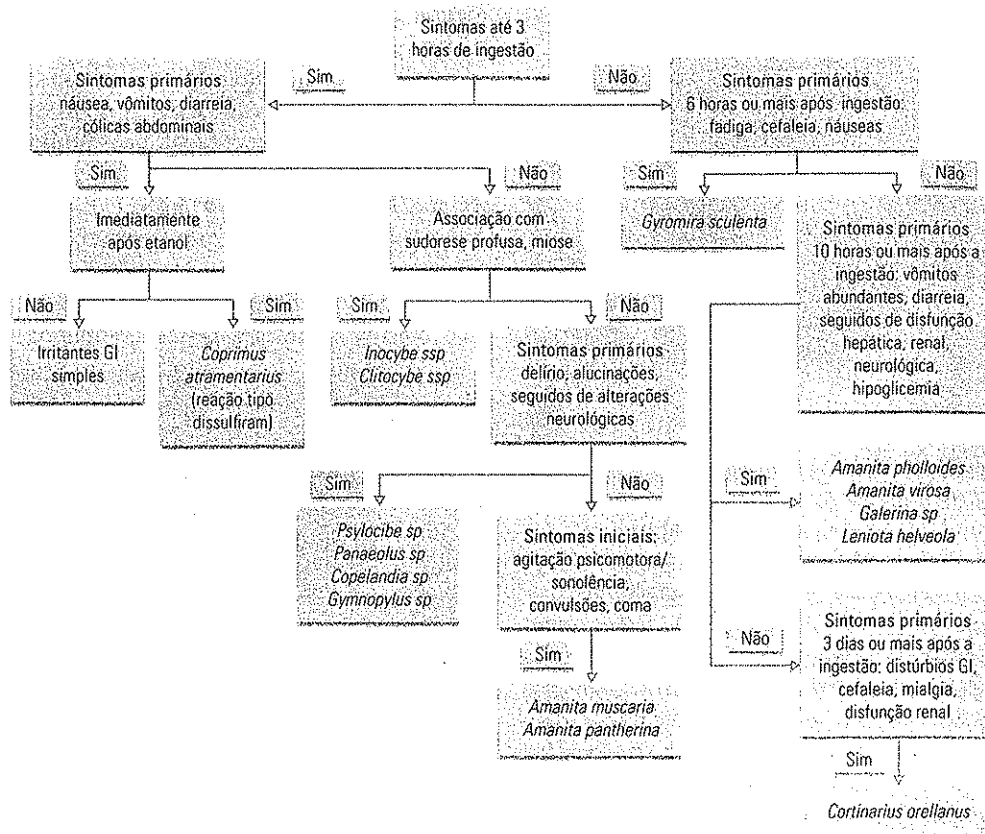 Sintomas até 3
horas de ingestão
Sim
Não
Sintomas primários
náusea, vômitos, diarreia,
cólicas abdominais
Sintomas primários
6 horas ou mais após ingestão:
fadiga, cefaleia, náuseas
Sim
Não
Sim
Não
Imediatamente
após etanol
Associação com
sudorese profusa, miose
Gyromira sculenta
Sintomas primários
10 horas ou mais após a
ingestão: vômitos
abundantes, diarreia,
seguidos de disfunção
hepática, renal,
neurológica,
hipoglicemia
Não
Sim
Sim
Não
Irritantes GI
simples
Coprimus
atramentarius
(reação tipo
dissulfiram)
Inocybe ssp
Clitocybe ssp
Sintomas primários
delírio, alucinações,
seguidos de alterações
neurológicas
Sim
Não
Psylocibe sp
Panaeolus sp
Copelandia sp
Gymnopylus sp
Sintomas iniciais:
agitação psicomotora/
sonolência,
convulsões, coma
Sim
Amanita pholloides
Amanita virosa
Galerina sp
Leniota helveola
Sim
Amanita muscaria
Amanita pantherina
Não
Sintomas primários
3 dias ou mais após a
ingestão: distúrbios GI,
cefaleia, mialgia,
disfunção renal
Sim
Cortinarius orellanus